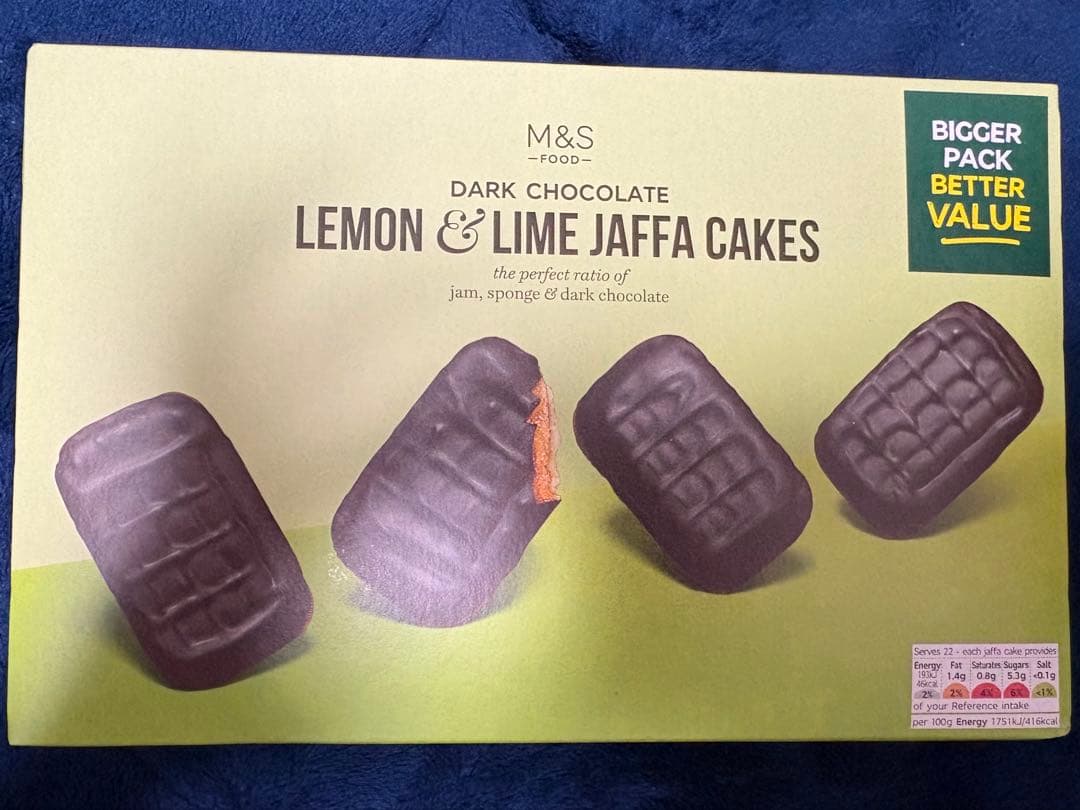 M&S
—FOOD—
DARK CHOCOLATE
LEMON & LIME JAFFA CAKES
the perfect ratio of
jam, sponge & dark chocolate
BIGGER
PACK
BETTER
VALUE
Serves 22 - each jaffa cake provides
Energy Fat Saturates Sugars Salt
193kJ 1.4g 0.8g 5.3g <0.1g
46kcal
2% 2% 4% 6% <1%
of your Reference intake
per 100g Energy 1751kJ/416kcal